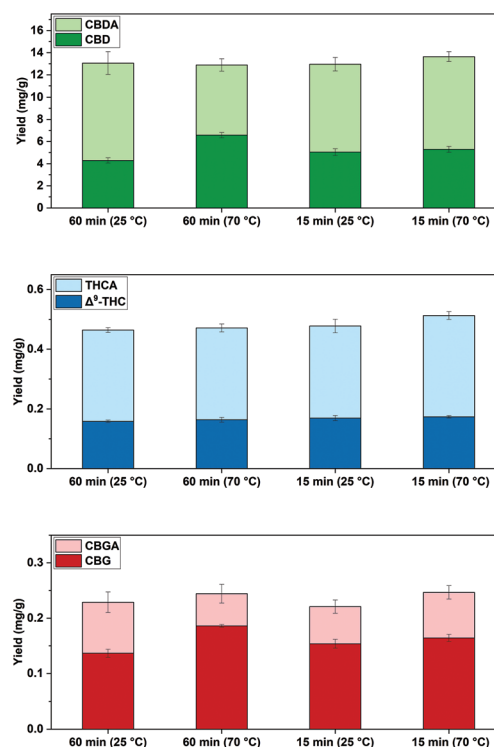 CBDA
CBD
Yield (mg/g)
16
14
12
10
8
6
4
2
0
60 min (25 °C) 60 min (70 °C) 15 min (25 °C) 15 min (70 °C)
THCA
Δ⁹-THC
Yield (mg/g)
0.6
0.4
0.2
0.0
60 min (25 °C) 60 min (70 °C) 15 min (25 °C) 15 min (70 °C)
CBGA
CBG
Yield (mg/g)
0.3
0.2
0.1
0.0
60 min (25 °C) 60 min (70 °C) 15 min (25 °C) 15 min (70 °C)